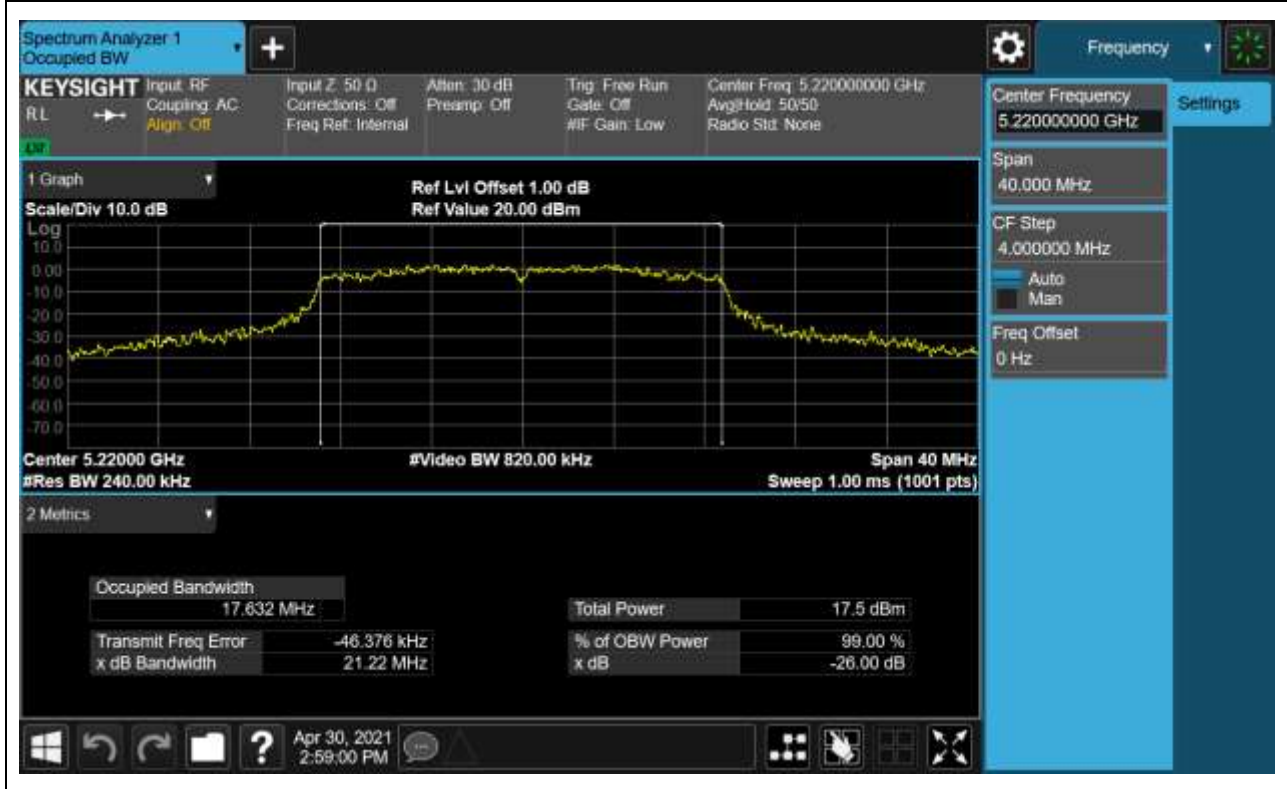 Spectrum Analyzer 1
Occupied BW
+
Frequency
KEYSIGHT
RL
Input: RF
Coupling: AC
Align: Off
Input Z: 50 Ω
Corrections: Off
Freq Ref: Internal
Atten: 30 dB
Preamp: Off
Trig: Free Run
Gate: Off
#IF Gain: Low
Center Freq: 5.220000000 GHz
Avg|Hold: 50/50
Radio Std: None
Center Frequency
5.220000000 GHz
Settings
Span
40.000 MHz
CF Step
4.000000 MHz
Auto
Man
Freq Offset
0 Hz
1 Graph
Ref Lvl Offset 1.00 dB
Scale/Div 10.0 dB
Ref Value 20.00 dBm
Log
10.0
0.00
-10.0
-20.0
-30.0
-40.0
-50.0
-60.0
-70.0
Center 5.22000 GHz
#Video BW 820.00 kHz
Span 40 MHz
#Res BW 240.00 kHz
Sweep 1.00 ms (1001 pts)
2 Metrics
Occupied Bandwidth
17.632 MHz
Total Power 17.5 dBm
Transmit Freq Error -46.376 kHz
% of OBW Power 99.00 %
x dB Bandwidth 21.22 MHz
x dB -26.00 dB
?
Apr 30, 2021
2:59:00 PM